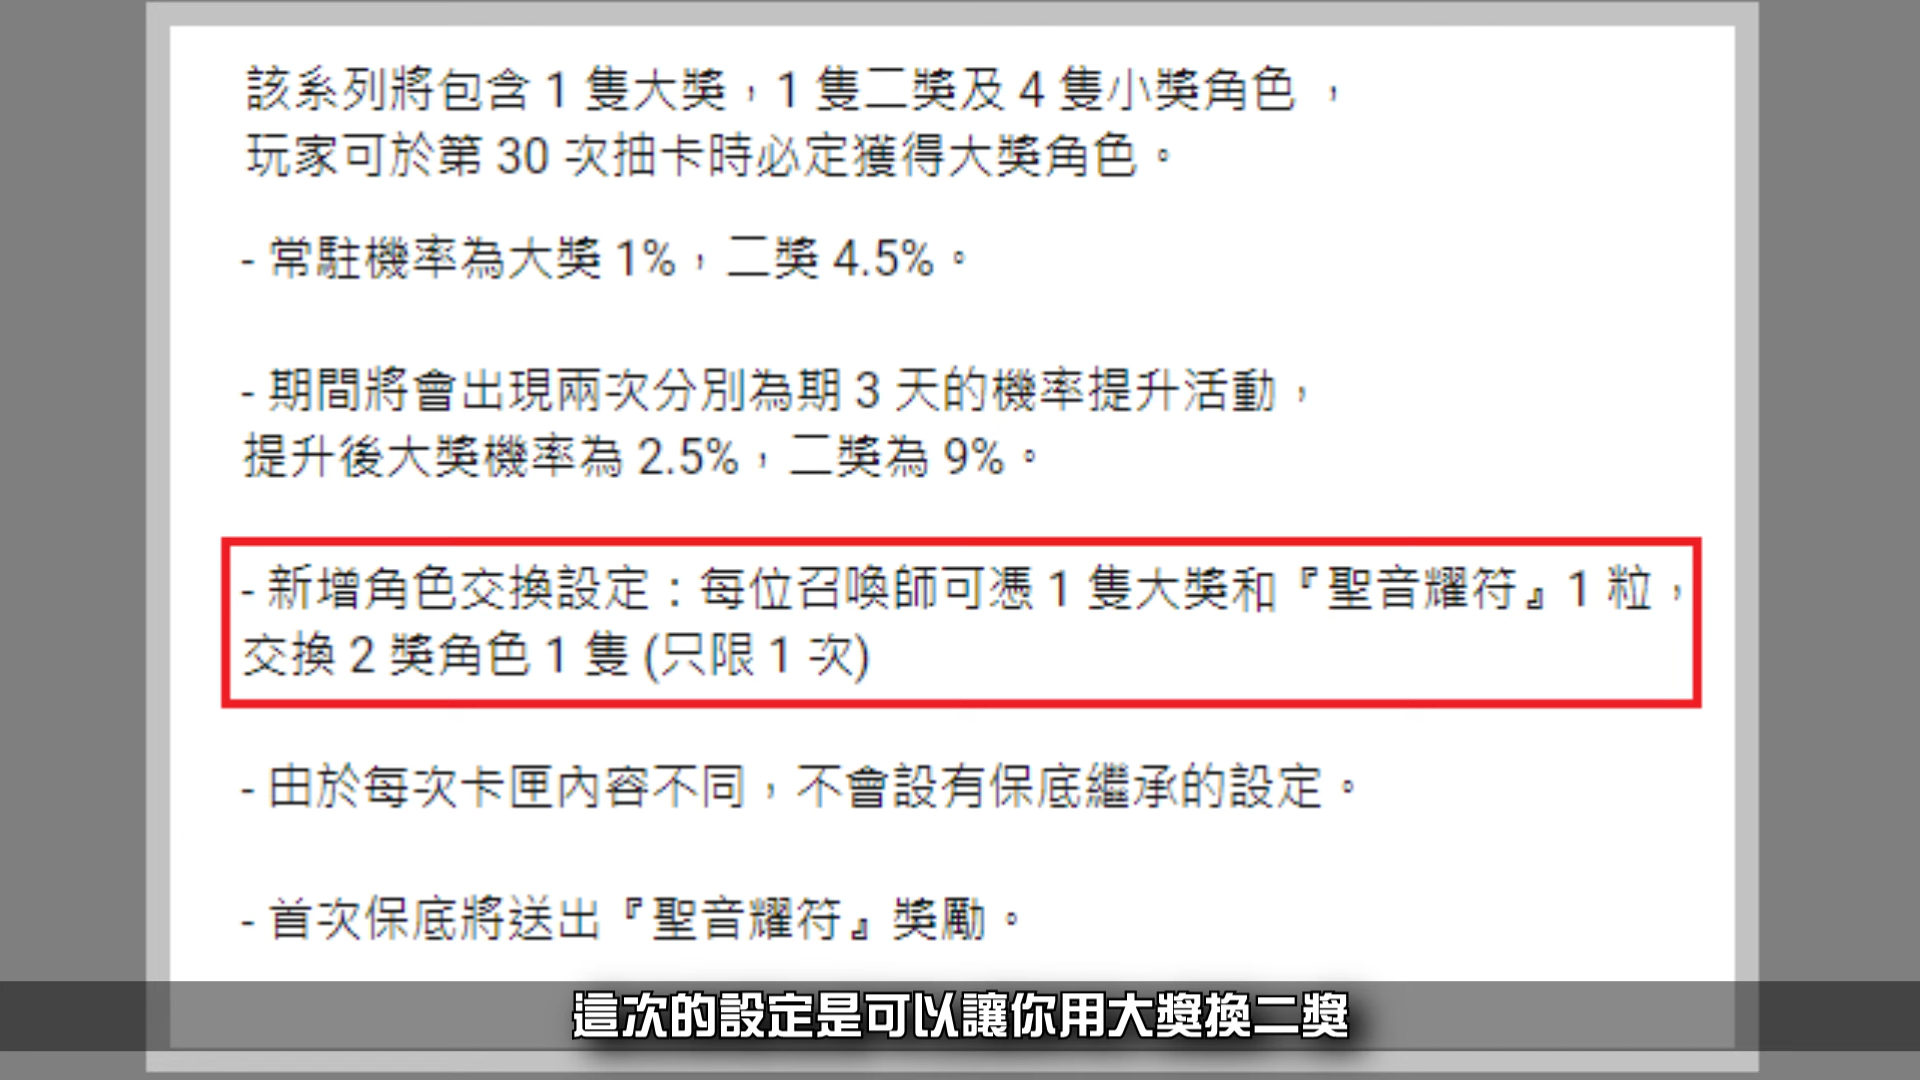 該系列將包含 1 隻大獎，1 隻二獎及 4 隻小獎角色 ，
玩家可於第 30 次抽卡時必定獲得大獎角色。
- 常駐機率為大獎 1%，二獎 4.5%。
- 期間將會出現兩次分別為期 3 天的機率提升活動，
提升後大獎機率為 2.5%，二獎為 9%。
- 新增角色交換設定：每位召喚師可憑 1 隻大獎和『聖音耀符』1 粒，
交換 2 獎角色 1 隻 (只限 1 次)
- 由於每次卡匣內容不同，不會設有保底繼承的設定。
- 首次保底將送出『聖音耀符』獎勵。
這次的設定是可以讓你用大獎換二獎